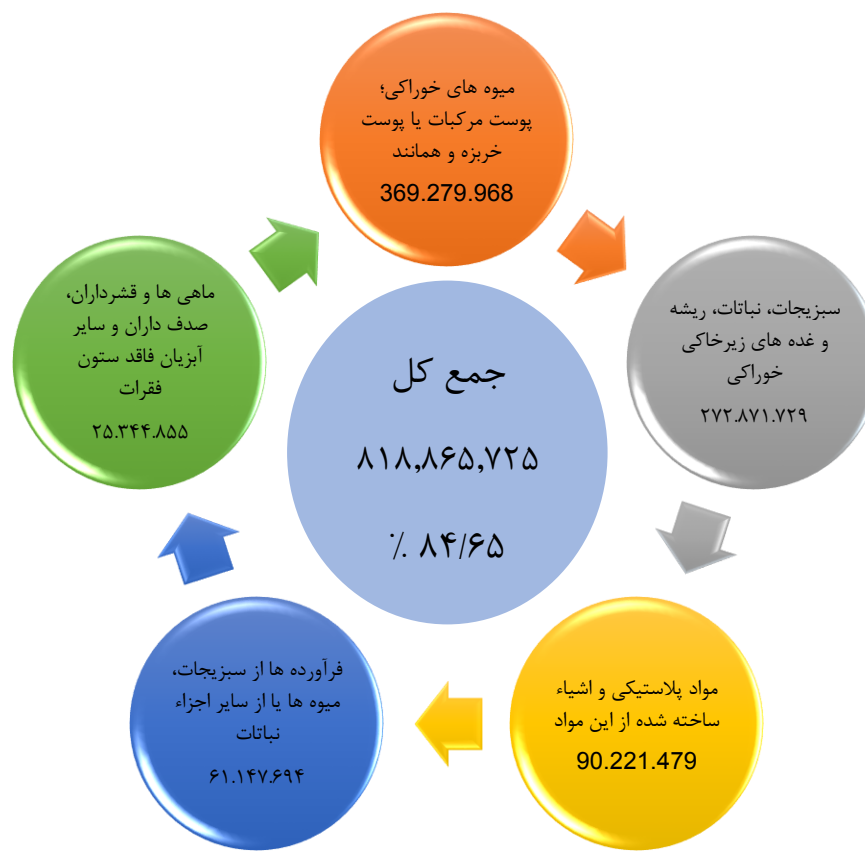 میوه های خوراکی؛
پوست مرکبات یا پوست
خربزه و همانند
369.279.968
سبزیجات، نباتات، ریشه
و غده های زیرخاکی
خوراکی
۲۷۲.۸۷۱.۷۲۹
مواد پلاستیکی و اشیاء
ساخته شده از این مواد
90.221.479
فرآورده ها از سبزیجات،
میوه ها یا از سایر اجزاء
نباتات
۶۱.۱۴۷.۶۹۴
ماهی ها و قشرداران،
صدف داران و سایر
آبزیان فاقد ستون
فقرات
۲۵.۳۴۴.۸۵۵
جمع کل
۸۱۸,۸۶۵,۷۲۵
۸۴/۶۵ ٪